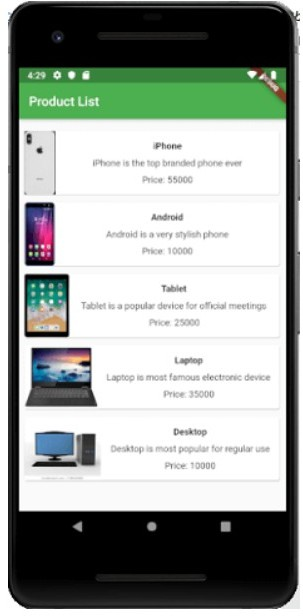 4:29
DEBUG
Product List
iPhone
iPhone is the top branded phone ever
Price: 55000
Android
Android is a very stylish phone
Price: 10000
Tablet
Tablet is a popular device for official meetings
Price: 25000
Laptop
Laptop is most famous electronic device
Price: 35000
Desktop
Desktop is most popular for regular use
Price: 10000